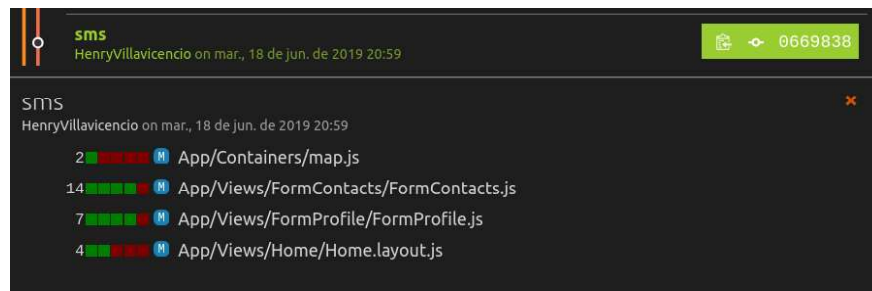 sms
HenryVillavicencio on mar., 18 de jun. de 2019 20:59
0669838
sms
HenryVillavicencio on mar., 18 de jun. de 2019 20:59
2 M App/Containers/map.js
14 M App/Views/FormContacts/FormContacts.js
7 M App/Views/FormProfile/FormProfile.js
4 M App/Views/Home/Home.layout.js